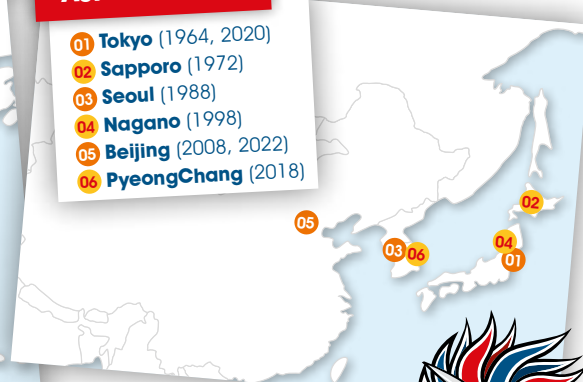 01 Tokyo (1964, 2020)
02 Sapporo (1972)
03 Seoul (1988)
04 Nagano (1998)
05 Beijing (2008, 2022)
06 PyeongChang (2018)
02
05
04
03 06
01